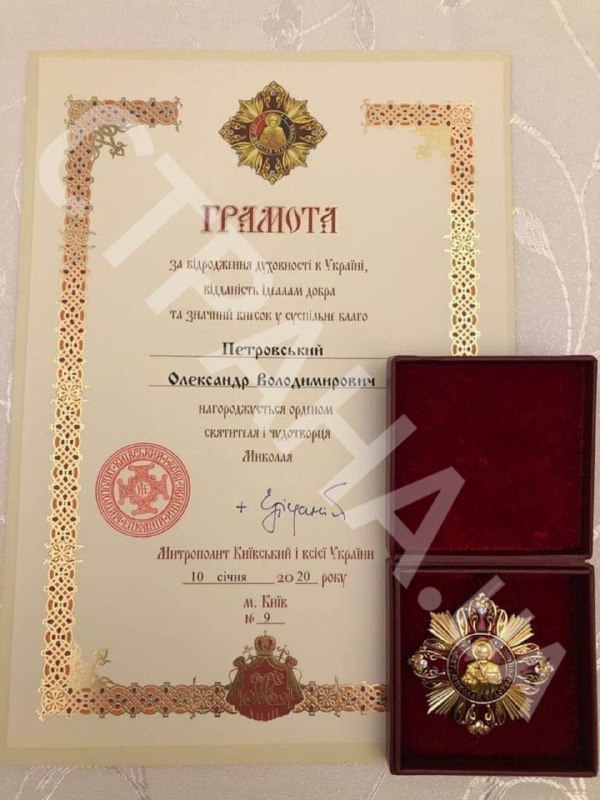 ГРАМОТА
за відродження духовності в Україні,
відданість ідеалам добра
та значний внесок у суспільне благо
Петровський
Олександр Володимирович
нагороджується орденом
святителя і чудотворця
Миколая
+ Епіфаній
Митрополит Київський і всієї України
10 січня 2020 року
м. Київ
№ 9
СТРАНА.UA